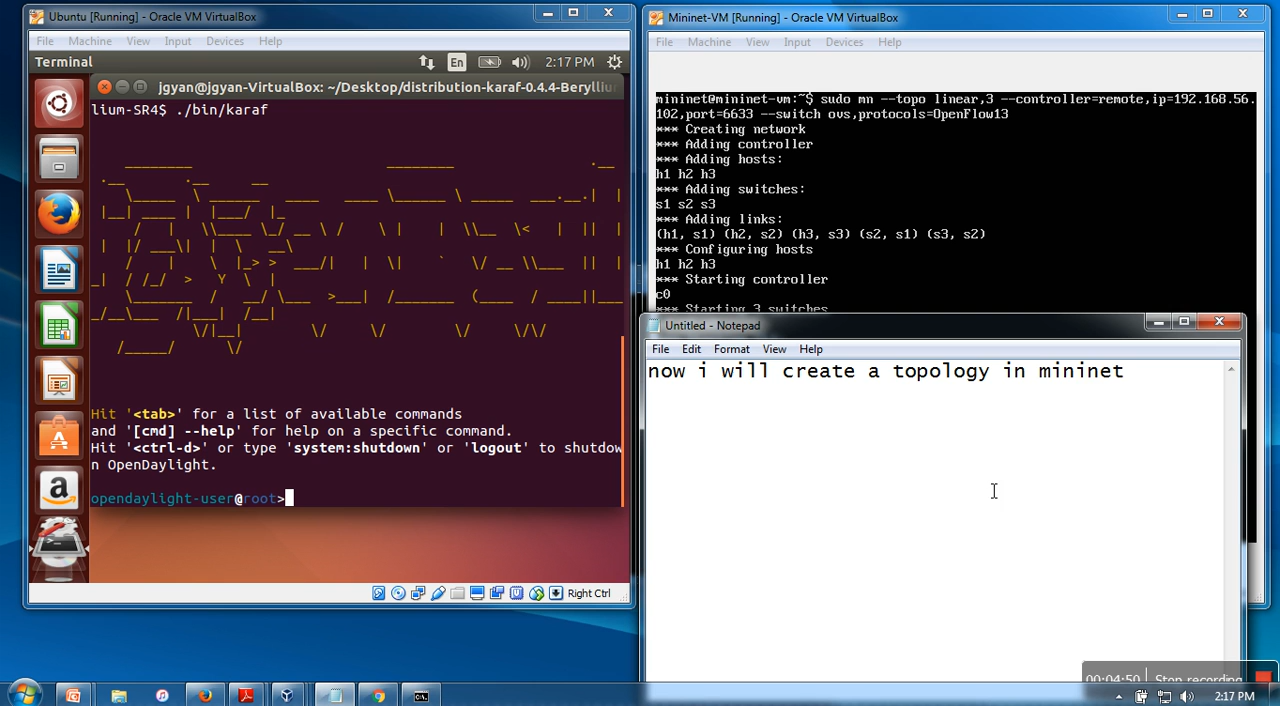 Ubuntu [Running] - Oracle VM VirtualBox
File Machine View Input Devices Help
Terminal
En
2:17 PM
jgyan@jgyan-VirtualBox: ~/Desktop/distribution-karaf-0.4.4-Beryllium
lium-SR4$ ./bin/karaf
Hit '<tab>' for a list of available commands
and '[cmd] --help' for help on a specific command.
Hit '<ctrl-d>' or type 'system:shutdown' or 'logout' to shutdow
n OpenDaylight.
opendaylight-user@root>
Right Ctrl
Mininet-VM [Running] - Oracle VM VirtualBox
File Machine View Input Devices Help
mininet@mininet-vm:~$ sudo mn --topo linear,3 --controller=remote,ip=192.168.56.
102,port=6633 --switch ovs,protocols=OpenFlow13
*** Creating network
*** Adding controller
*** Adding hosts:
h1 h2 h3
*** Adding switches:
s1 s2 s3
*** Adding links:
(h1, s1) (h2, s2) (h3, s3) (s2, s1) (s3, s2)
*** Configuring hosts
h1 h2 h3
*** Starting controller
c0
*** Starting 3 switches
Untitled - Notepad
File Edit Format View Help
now i will create a topology in mininet
00:04:50 Stop recording
2:17 PM